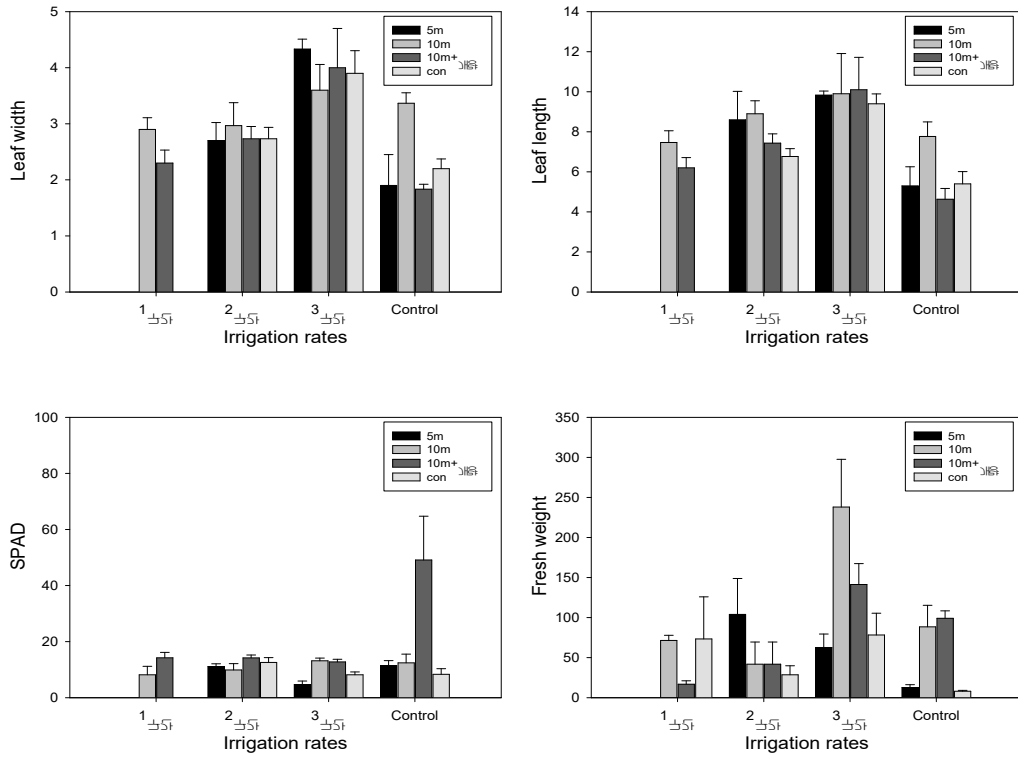 Leaf width
5
4
3
2
1
0
5m
10m
10m+
con
1
2
3
Control
Irrigation rates
Leaf length
14
12
10
8
6
4
2
0
5m
10m
10m+
con
1
2
3
Control
Irrigation rates
SPAD
100
80
60
40
20
0
5m
10m
10m+
con
1
2
3
Control
Irrigation rates
Fresh weight
350
300
250
200
150
100
50
0
5m
10m
10m+
con
1
2
3
Control
Irrigation rates